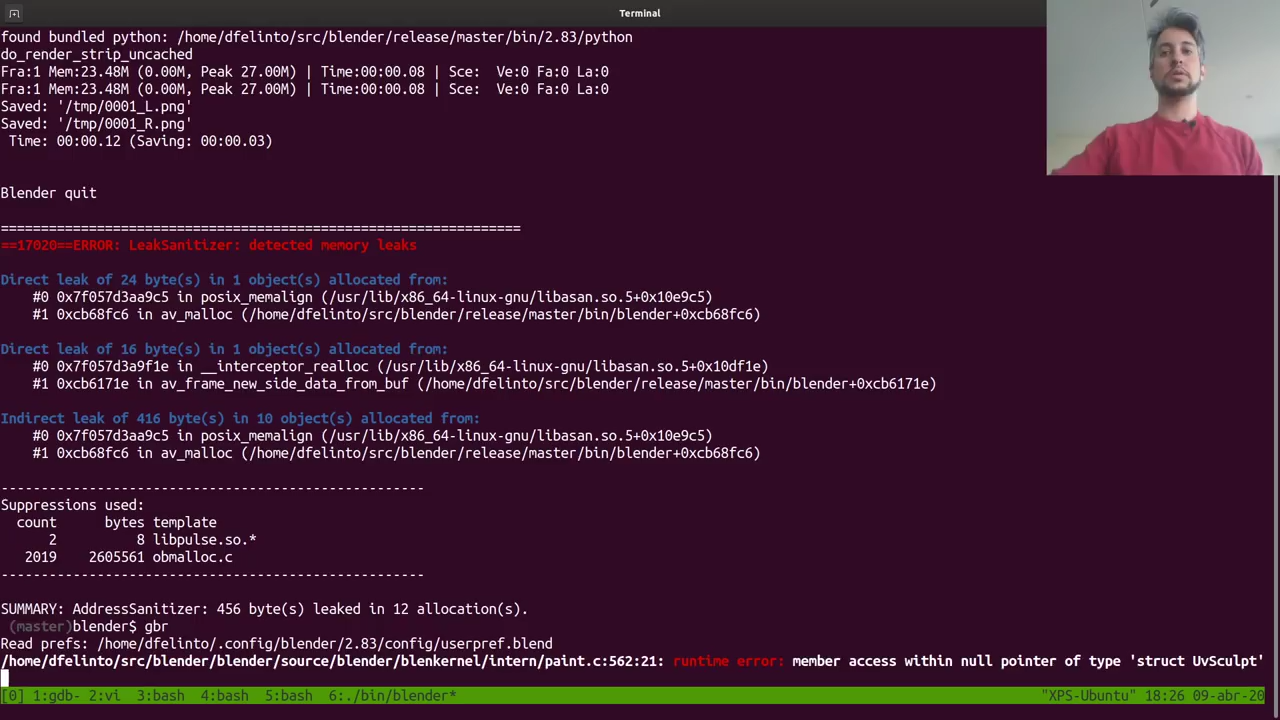 Terminal
found bundled python: /home/dfelinto/src/blender/release/master/bin/2.83/python
do_render_strip_uncached
Fra:1 Mem:23.48M (0.00M, Peak 27.00M) | Time:00:00.08 | Sce:  Ve:0 Fa:0 La:0
Fra:1 Mem:23.48M (0.00M, Peak 27.00M) | Time:00:00.08 | Sce:  Ve:0 Fa:0 La:0
Saved: '/tmp/0001_L.png'
Saved: '/tmp/0001_R.png'
 Time: 00:00.12 (Saving: 00:00.03)
Blender quit
=================================================================
==17020==ERROR: LeakSanitizer: detected memory leaks
Direct leak of 24 byte(s) in 1 object(s) allocated from:
    #0 0x7f057d3aa9c5 in posix_memalign (/usr/lib/x86_64-linux-gnu/libasan.so.5+0x10e9c5)
    #1 0xcb68fc6 in av_malloc (/home/dfelinto/src/blender/release/master/bin/blender+0xcb68fc6)
Direct leak of 16 byte(s) in 1 object(s) allocated from:
    #0 0x7f057d3a9f1e in __interceptor_realloc (/usr/lib/x86_64-linux-gnu/libasan.so.5+0x10df1e)
    #1 0xcb6171e in av_frame_new_side_data_from_buf (/home/dfelinto/src/blender/release/master/bin/blender+0xcb6171e)
Indirect leak of 416 byte(s) in 10 object(s) allocated from:
    #0 0x7f057d3aa9c5 in posix_memalign (/usr/lib/x86_64-linux-gnu/libasan.so.5+0x10e9c5)
    #1 0xcb68fc6 in av_malloc (/home/dfelinto/src/blender/release/master/bin/blender+0xcb68fc6)
-----------------------------------------------------
Suppressions used:
  count      bytes template
      2          8 libpulse.so.*
   2019    2605561 obmalloc.c
-----------------------------------------------------
SUMMARY: AddressSanitizer: 456 byte(s) leaked in 12 allocation(s).
 (master)blender$ gbr
Read prefs: /home/dfelinto/.config/blender/2.83/config/userpref.blend
/home/dfelinto/src/blender/blender/source/blender/blenkernel/intern/paint.c:562:21: runtime error: member access within null pointer of type 'struct UvSculpt'
[0] 1:gdb- 2:vi  3:bash  4:bash  5:bash  6:./bin/blender* "XPS-Ubuntu" 18:26 09-abr-20